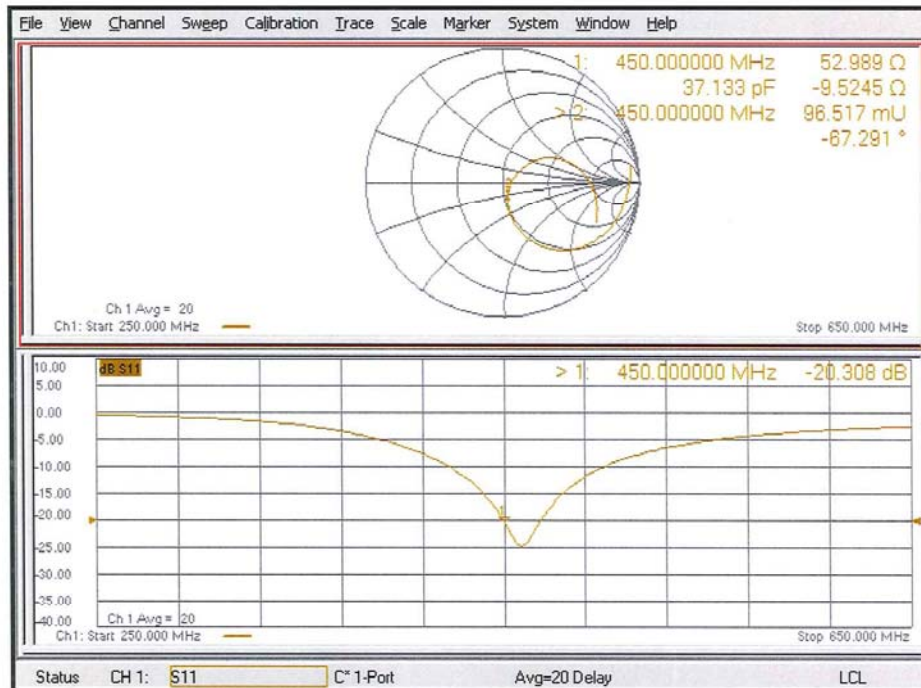 File View Channel Sweep Calibration Trace Scale Marker System Window Help
1: 450.000000 MHz 52.989 Ω
37.133 pF -9.5245 Ω
> 2: 450.000000 MHz 96.517 mU
-67.291 °
Ch 1 Avg = 20
Ch1: Start 250.000 MHz Stop 650.000 MHz
10.00 dB S11 > 1: 450.000000 MHz -20.308 dB
5.00
0.00
-5.00
-10.00
-15.00
-20.00
-25.00
-30.00
-35.00
-40.00
1
Ch 1 Avg = 20
Ch1: Start 250.000 MHz Stop 650.000 MHz
Status CH 1: S11 C* 1-Port Avg=20 Delay LCL